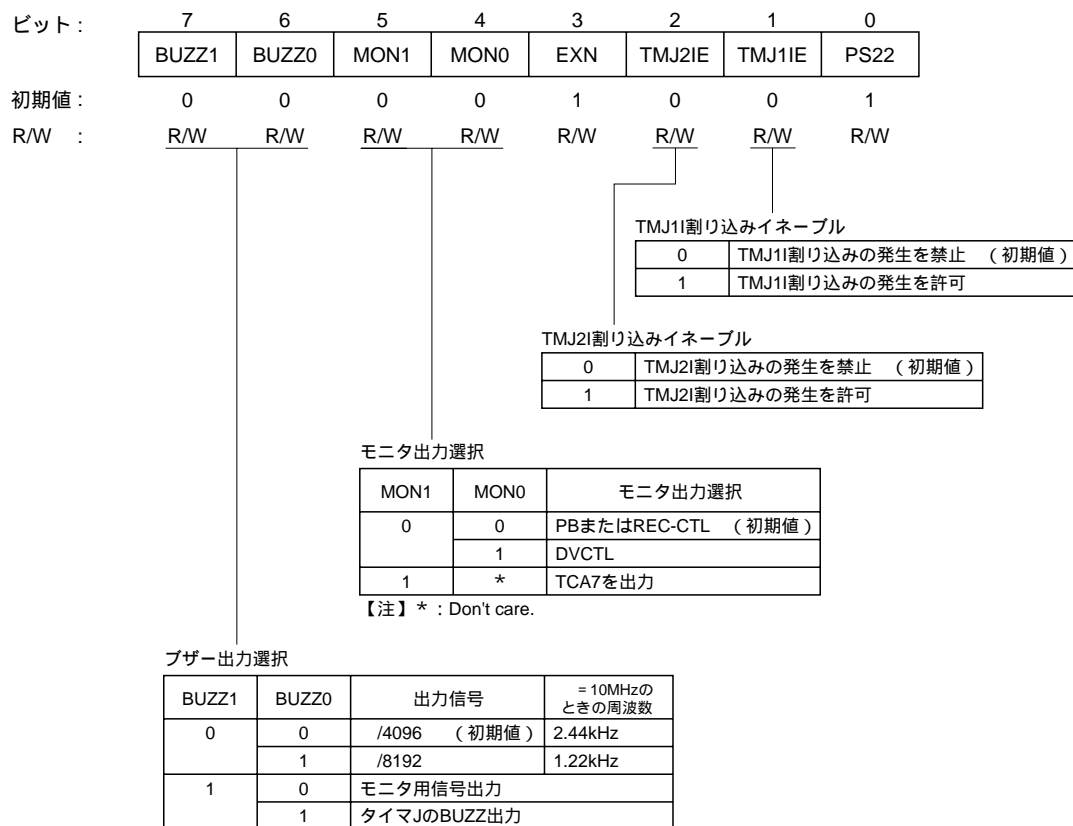 ビット : 7 6 5 4 3 2 1 0
BUZZ1 BUZZ0 MON1 MON0 EXN TMJ2IE TMJ1IE PS22
初期値 : 0 0 0 0 1 0 0 1
R/W : R/W R/W R/W R/W R/W R/W R/W R/W
TMJ1I割り込みイネーブル
0 TMJ1I割り込みの発生を禁止 (初期値)
1 TMJ1I割り込みの発生を許可
TMJ2I割り込みイネーブル
0 TMJ2I割り込みの発生を禁止 (初期値)
1 TMJ2I割り込みの発生を許可
モニタ出力選択
MON1 MON0 モニタ出力選択
0 0 PBまたはREC-CTL (初期値)
1 DVCTL
1 * TCA7を出力
【注】* : Don't care.
ブザー出力選択
BUZZ1 BUZZ0 出力信号 = 10MHzの
ときの周波数
0 0 /4096 (初期値) 2.44kHz
1 /8192 1.22kHz
1 0 モニタ用信号出力
1 タイマJのBUZZ出力